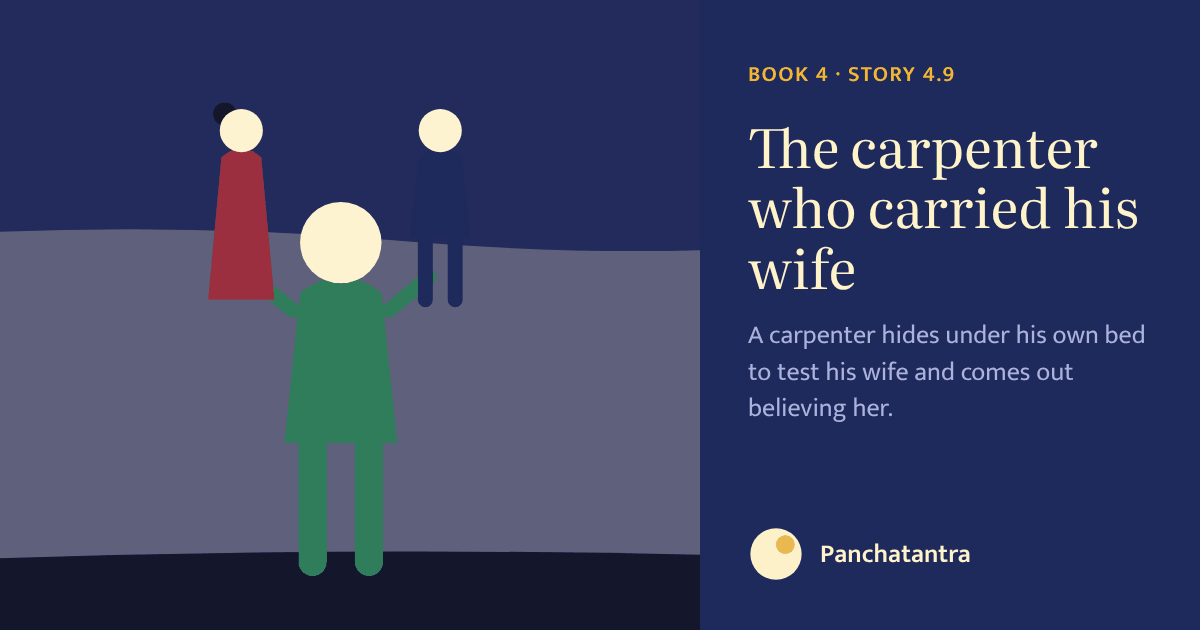 BOOK 4 · STORY 4.9
The carpenter
who carried his
wife
A carpenter hides under his own bed
to test his wife and comes out
believing her.
Panchatantra